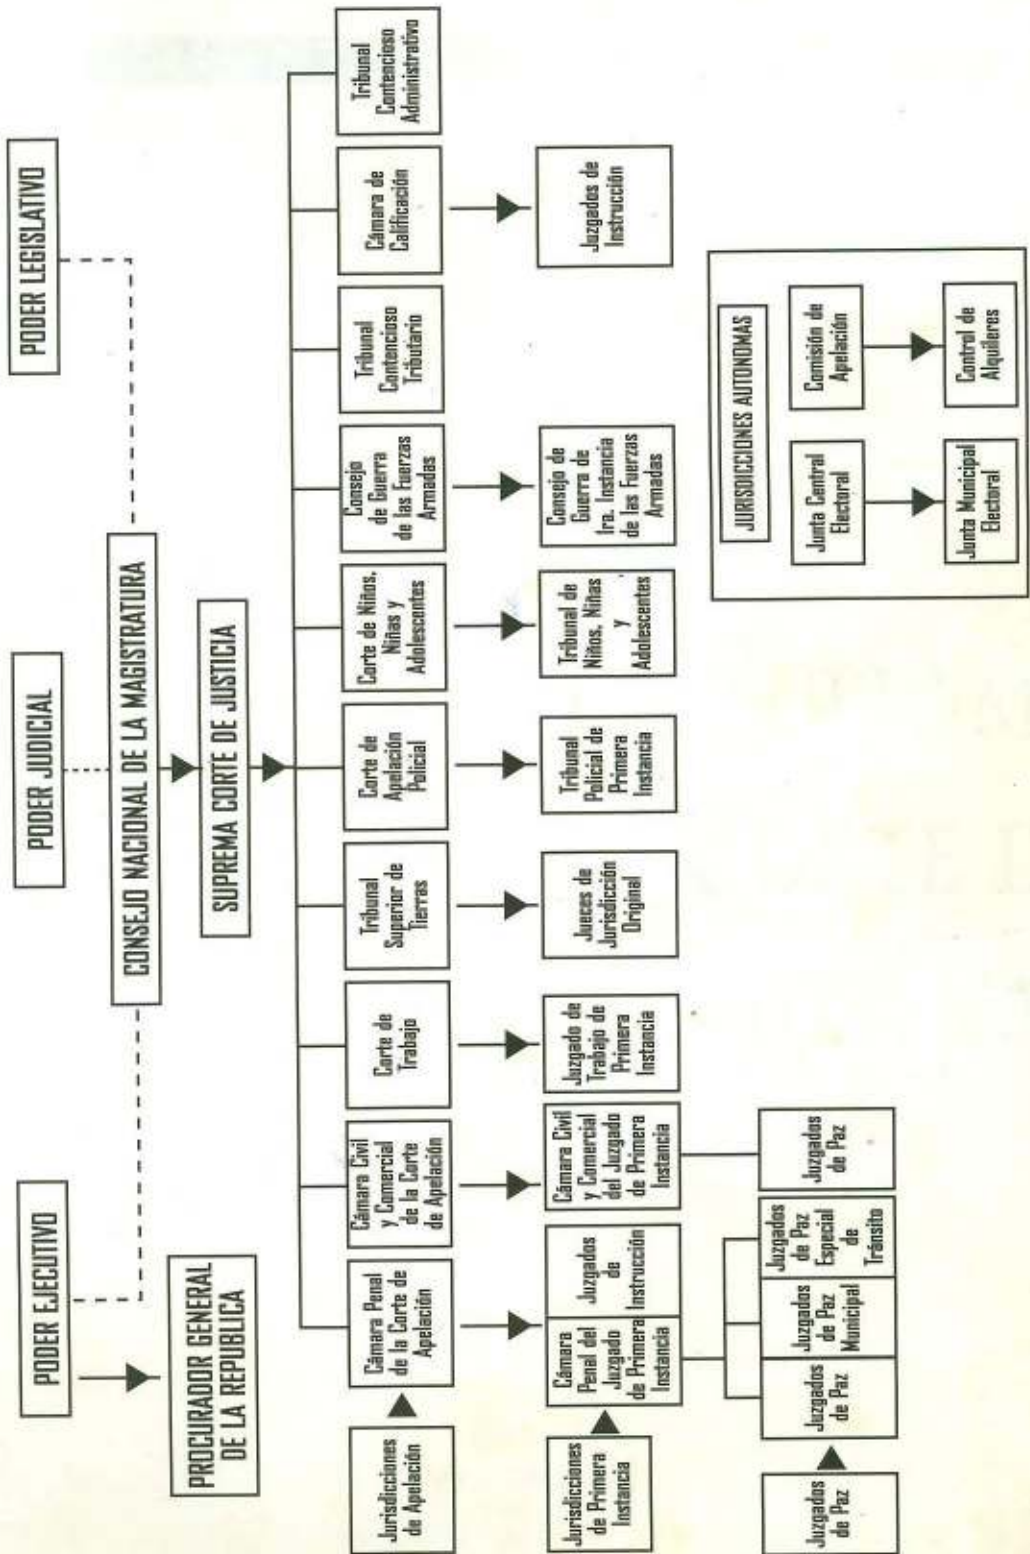 PODER EJECUTIVO
PODER JUDICIAL
PODER LEGISLATIVO
PROCURADOR GENERAL
DE LA REPUBLICA
CONSEJO NACIONAL DE LA MAGISTRATURA
SUPREMA CORTE DE JUSTICIA
Jurisdicciones
de Apelación
Cámara Penal
de la Corte de
Apelación
Cámara Civil
y Comercial
de la Corte
de Apelación
Corte de
Trabajo
Tribunal
Superior de
Tierras
Corte de
Apelación
Policial
Corte de Niños,
Niñas y
Adolescentes
Consejo
de Guerra
de las Fuerzas
Armadas
Tribunal
Contencioso
Tributario
Cámara de
Calificación
Tribunal
Contencioso
Administrativo
Jurisdicciones
de Primera
Instancia
Cámara
Penal del
Juzgado
de Primera
Instancia
Juzgados
de
Instrucción
Cámara Civil
y Comercial
del Juzgado
de Primera
Instancia
Juzgado de
Trabajo de
Primera
Instancia
Jueces de
Jurisdicción
Original
Tribunal
Policial de
Primera
Instancia
Tribunal de
Niños, Niñas
y
Adolescentes
Consejo de
Guerra de
1ra. Instancia
de las Fuerzas
Armadas
Juzgados de
Instrucción
Juzgados
de Paz
Juzgados
de Paz
Juzgados
de Paz
Municipal
Juzgados
de Paz
Especial
de
Tránsito
Juzgados
de Paz
JURISDICCIONES AUTONOMAS
Junta Central
Electoral
Comisión de
Apelación
Junta Municipal
Electoral
Control de
Alquileres